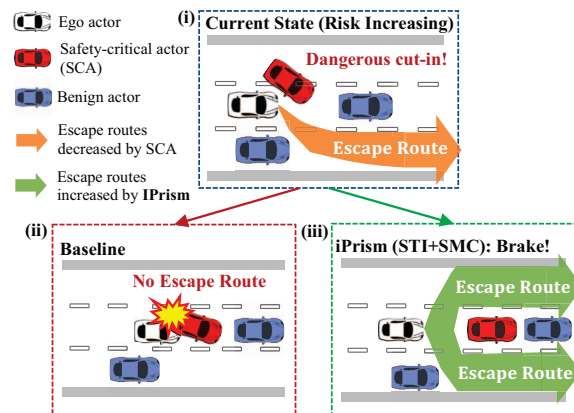 Ego actor
Safety-critical actor
(SCA)
Benign actor
Escape routes
decreased by SCA
Escape routes
increased by IPrism
(i)
Current State (Risk Increasing)
Dangerous cut-in!
Escape Route
(ii)
Baseline
No Escape Route
(iii)
iPrism (STI+SMC): Brake!
Escape Route
Escape Route